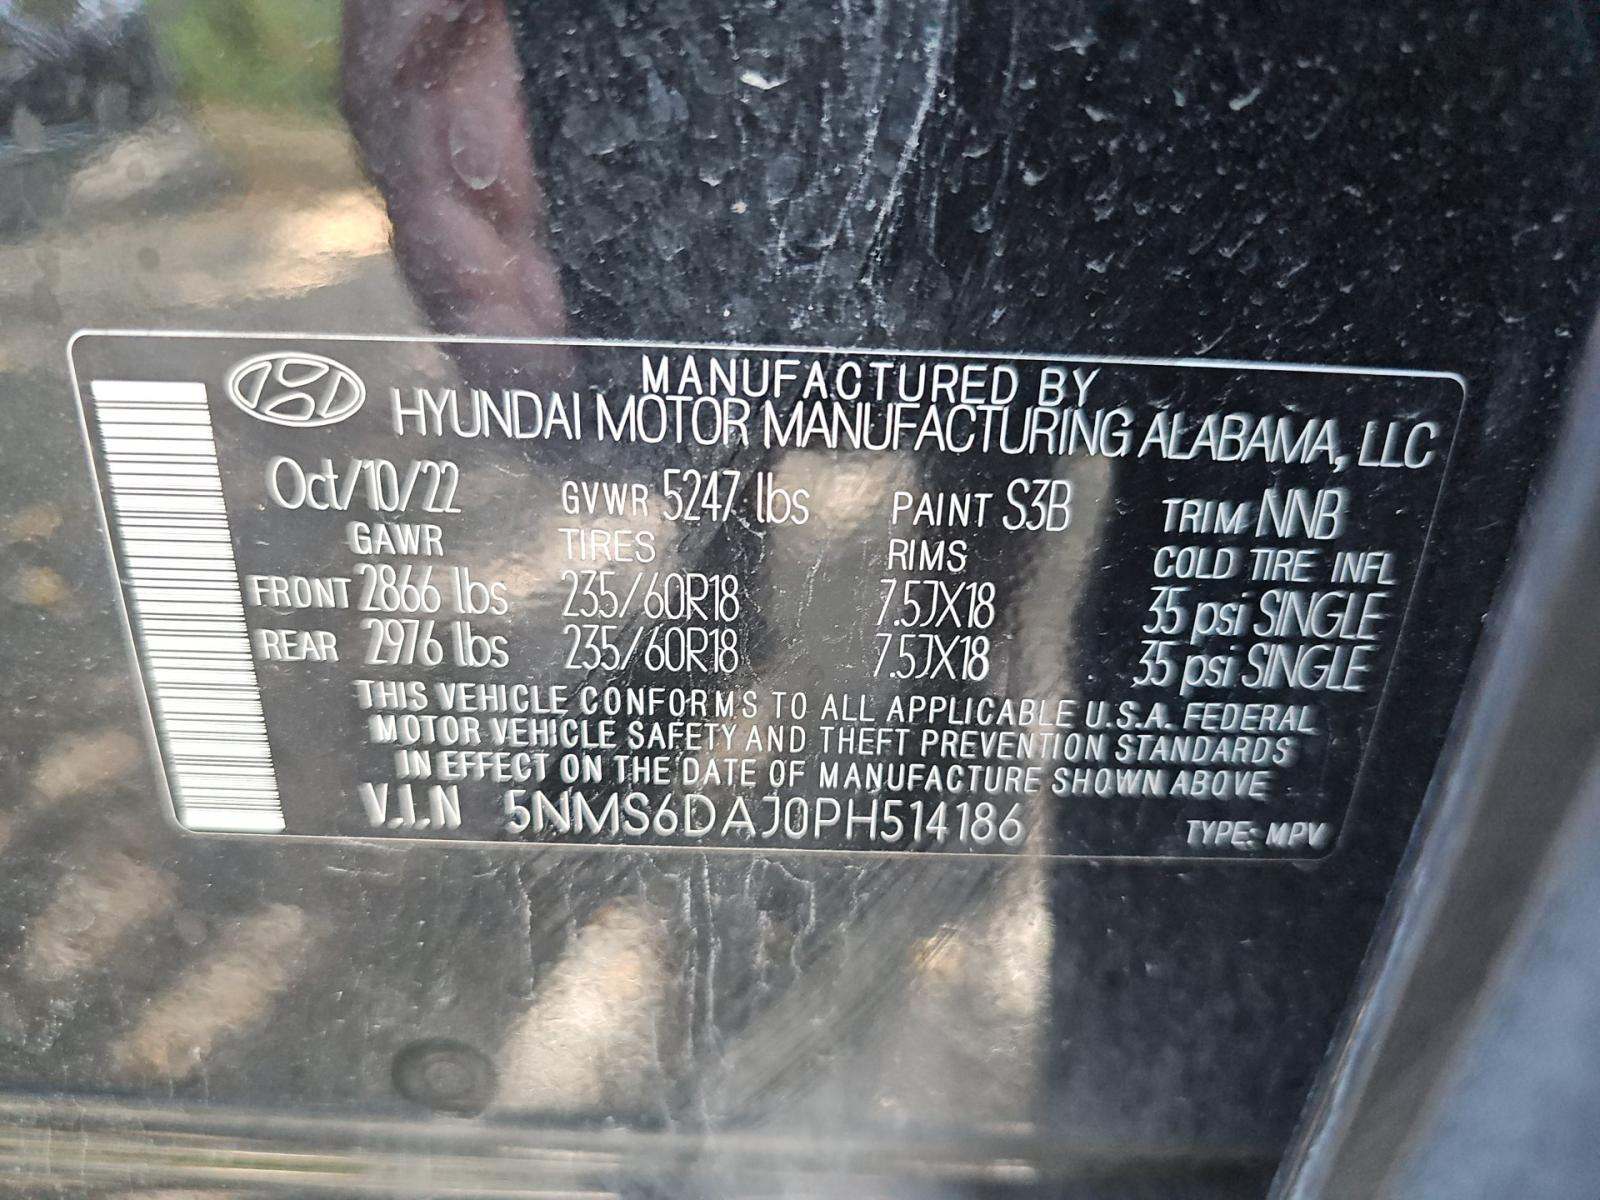 MANUFACTURED BY
HYUNDAI MOTOR MANUFACTURING ALABAMA, LLC
Oct/10/22 GVWR 5247 lbs PAINT S3B TRIM NNB
GAWR TIRES RIMS COLD TIRE INFL
FRONT 2866 lbs 235/60R18 7.5JX18 35 psi SINGLE
REAR 2976 lbs 235/60R18 7.5JX18 35 psi SINGLE
THIS VEHICLE CONFORMS TO ALL APPLICABLE U.S.A. FEDERAL
MOTOR VEHICLE SAFETY AND THEFT PREVENTION STANDARDS
IN EFFECT ON THE DATE OF MANUFACTURE SHOWN ABOVE
V.I.N 5NMS6DAJ0PH514186 TYPE: MPV